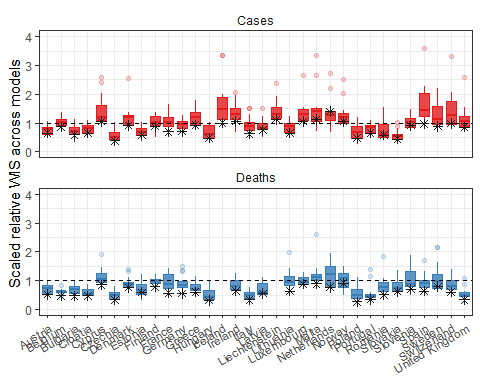 Cases
4
3
2
1
0
Scaled relative WIS across models
Deaths
4
3
2
1
0
Austria
Belgium
Bulgaria
Croatia
Cyprus
Czechia
Denmark
Estonia
Finland
France
Germany
Greece
Hungary
Iceland
Ireland
Italy
Latvia
Liechtenstein
Lithuania
Luxembourg
Malta
Netherlands
Norway
Poland
Portugal
Romania
Slovakia
Slovenia
Spain
Sweden
Switzerland
United Kingdom